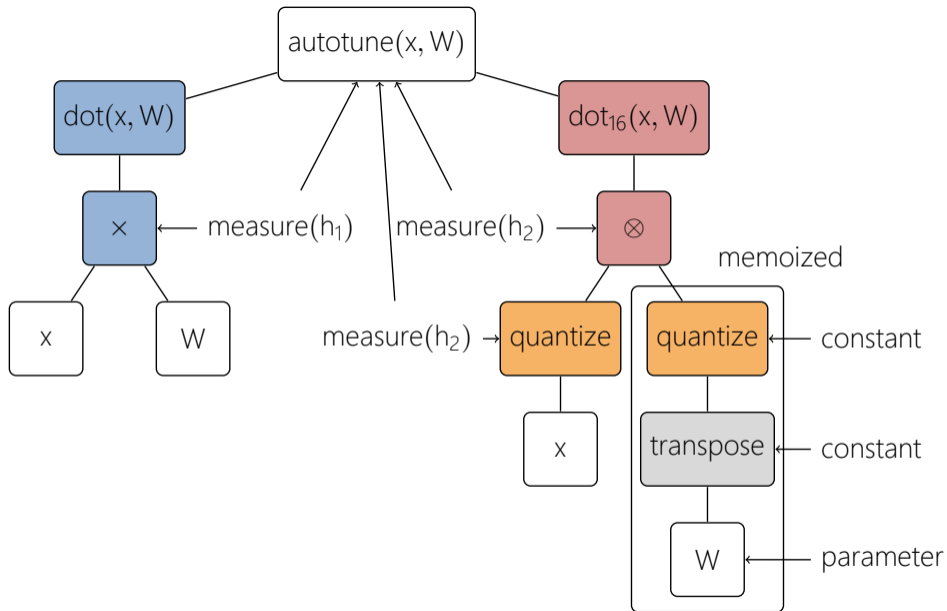 autotune(x, W)
dot(x, W)
dot₁₆(x, W)
×
measure(h₁)
measure(h₂)
⊗
memoized
x
W
measure(h₂)
quantize
quantize
constant
x
transpose
constant
W
parameter